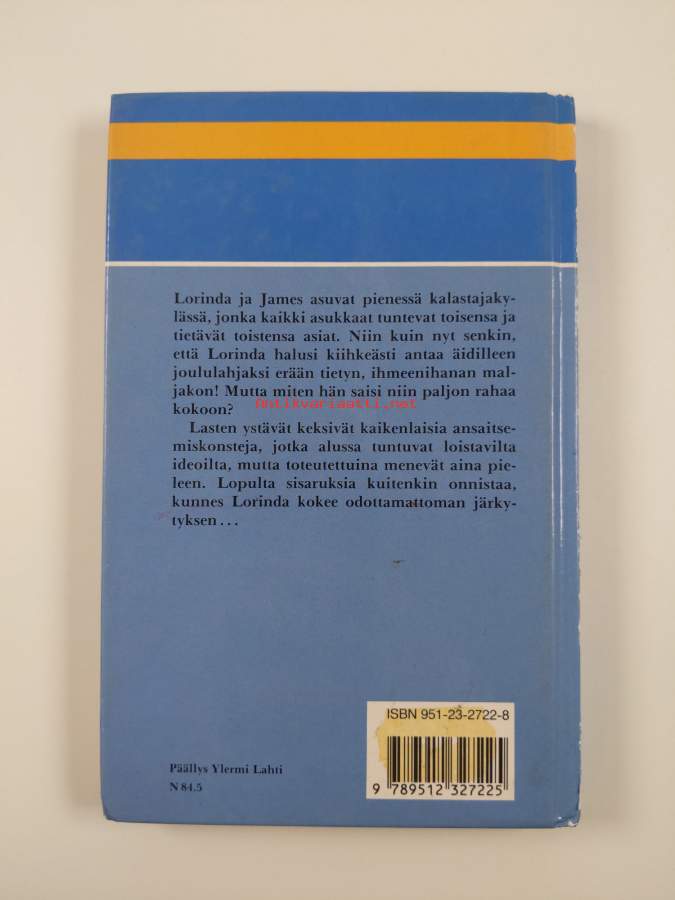 Lorinda ja James asuvat pienessä kalastajaky-
lässä, jonka kaikki asukkaat tuntevat toisensa ja
tietävät toistensa asiat. Niin kuin nyt senkin,
että Lorinda halusi kiihkeästi antaa äidilleen
joululahjaksi erään tietyn, ihmeenihanan mal-
jakon! Mutta miten hän saisi niin paljon rahaa
Antikvariaatti.net
kokoon?
Lasten ystävät keksivät kaikenlaisia ansaitse-
miskonsteja, jotka alussa tuntuvat loistavilta
ideoilta, mutta toteutettuina menevät aina pie-
leen. Lopulta sisaruksia kuitenkin onnistaa,
kunnes Lorinda kokee odottamattoman järky-
tyksen...
ISBN 951-23-2722-8
9 789512 327225
Päällys Ylermi Lahti
N 84.5